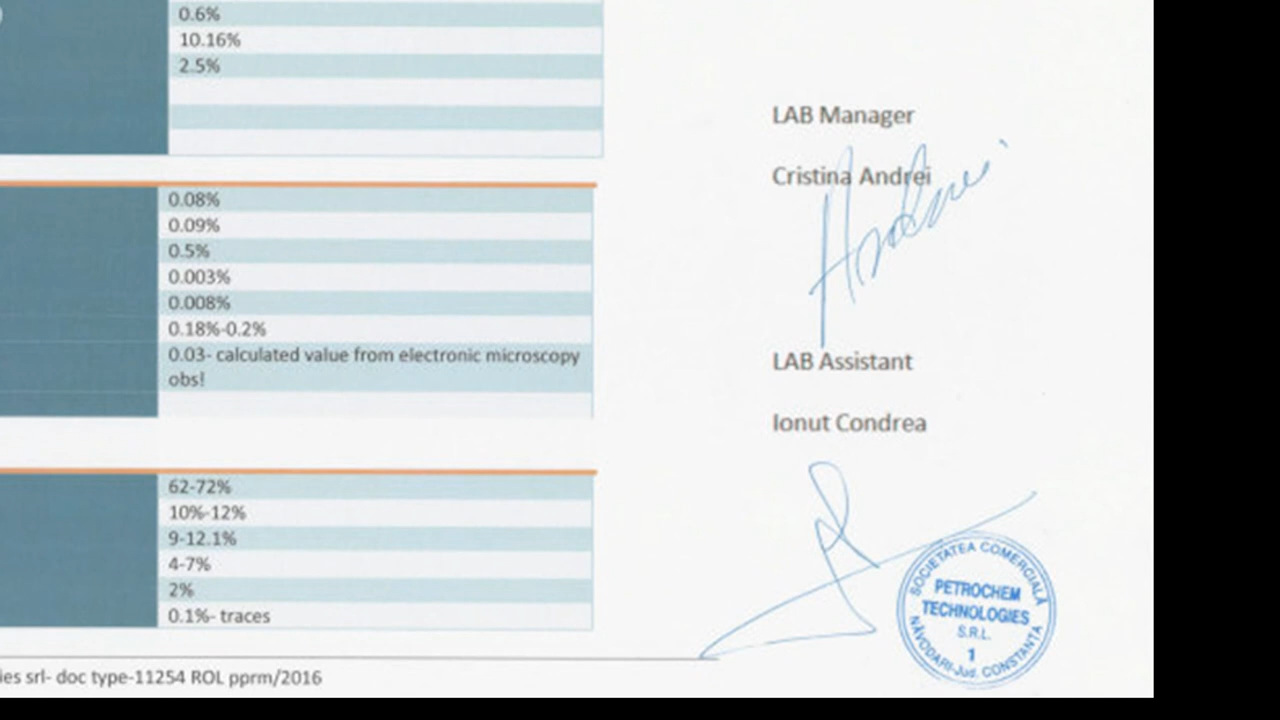 0.6%
10.16%
2.5%
0.08%
0.09%
0.5%
0.003%
0.008%
0.18%-0.2%
0.03- calculated value from electronic microscopy
obs!
62-72%
10%-12%
9-12.1%
4-7%
2%
0.1%- traces
ies srl- doc type-11254 ROL pprm/2016
LAB Manager
Cristina Andrei
Andrei
LAB Assistant
Ionut Condrea
SOCIETATEA COMERCIALĂ
PETROCHEM
TECHNOLOGIES
S.R.L.
1
NĂVODARI-Jud. CONSTANTA